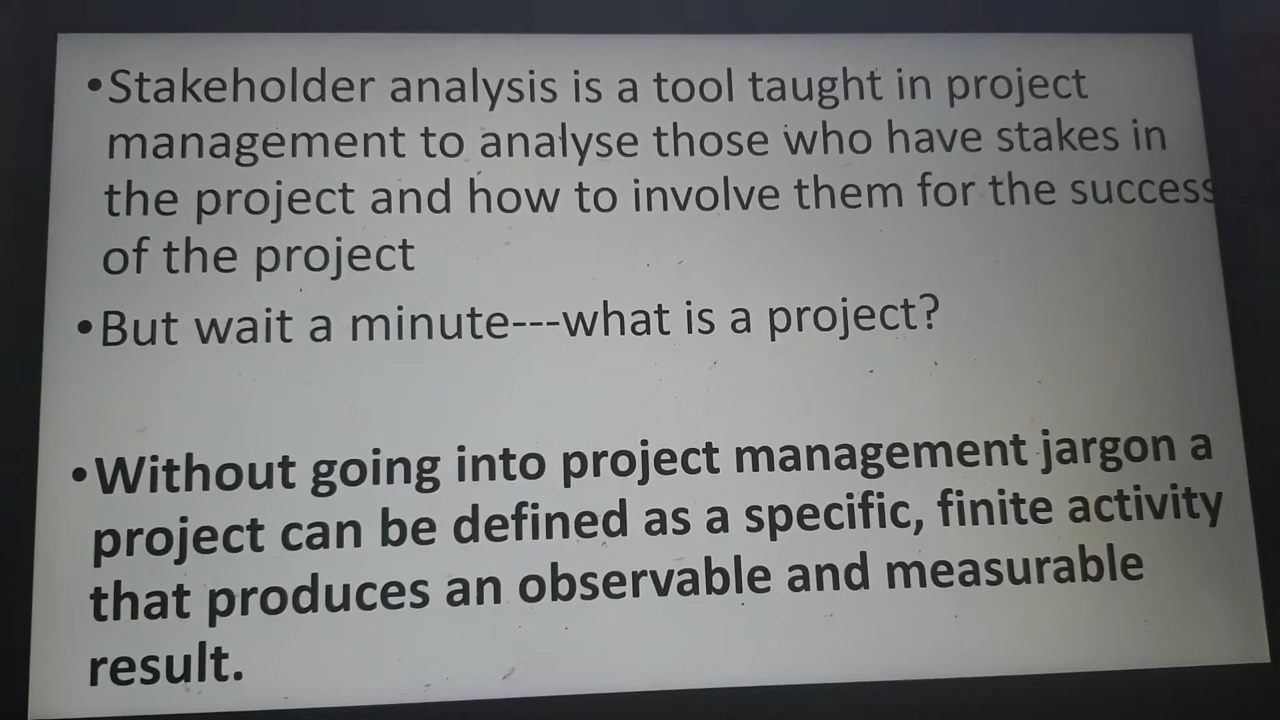 •Stakeholder analysis is a tool taught in project
management to analyse those who have stakes in
the project and how to involve them for the success
of the project
•But wait a minute---what is a project?
•Without going into project management jargon a
project can be defined as a specific, finite activity
that produces an observable and measurable
result.